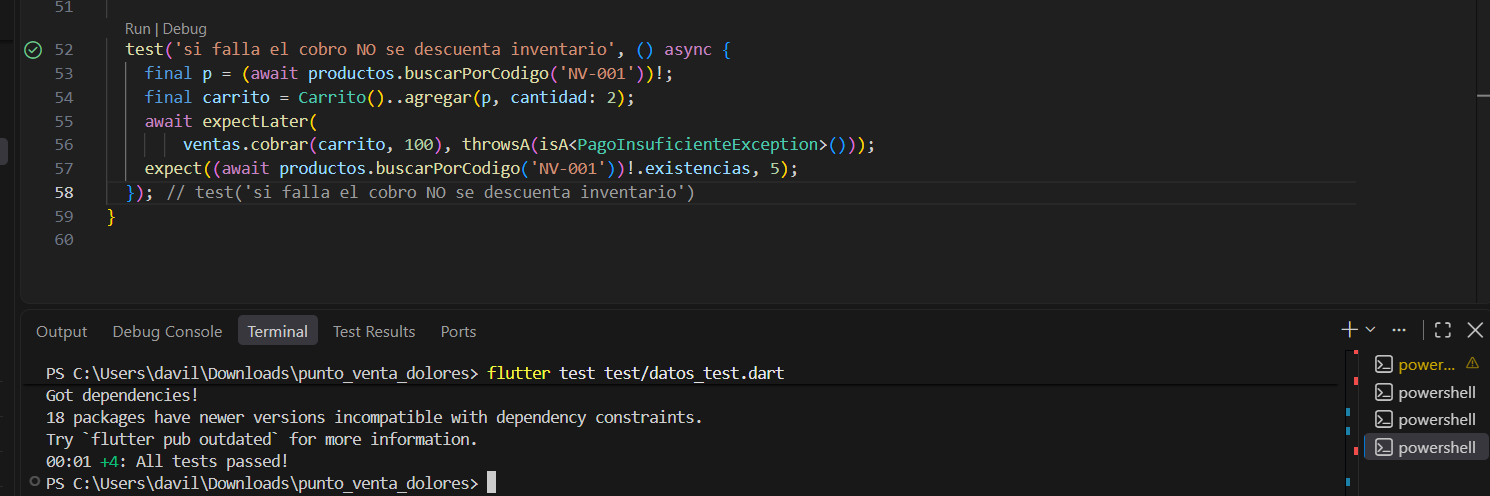 51
Run | Debug
52 test('si falla el cobro NO se descuenta inventario', () async {
53 final p = (await productos.buscarPorCodigo('NV-001'))!;
54 final carrito = Carrito()..agregar(p, cantidad: 2);
55 await expectLater(
56 ventas.cobrar(carrito, 100), throwsA(isA<PagoInsuficienteException>()));
57 expect((await productos.buscarPorCodigo('NV-001'))!.existencias, 5);
58 }); // test('si falla el cobro NO se descuenta inventario')
59 }
60
Output Debug Console Terminal Test Results Ports
PS C:\Users\davil\Downloads\punto_venta_dolores> flutter test test/datos_test.dart
Got dependencies!
18 packages have newer versions incompatible with dependency constraints.
Try `flutter pub outdated` for more information.
00:01 +4: All tests passed!
PS C:\Users\davil\Downloads\punto_venta_dolores>
power...
powershell
powershell
powershell